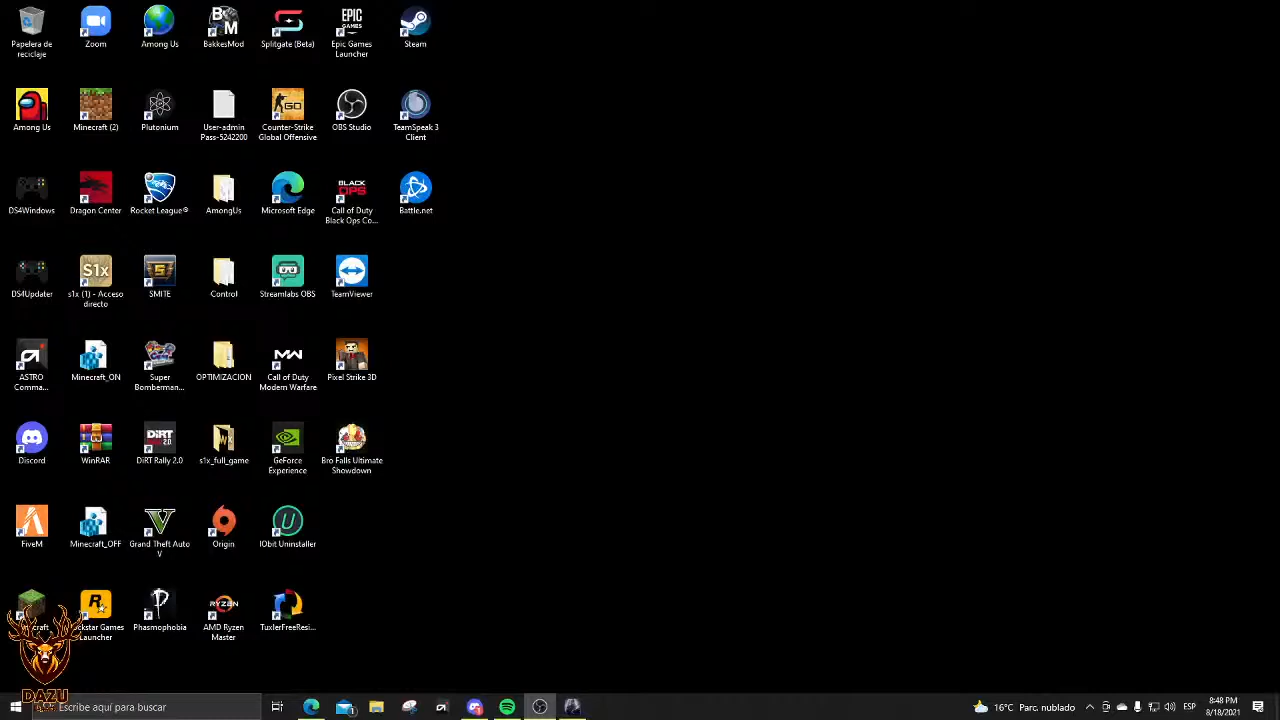 Papelera de
reciclaje
Zoom
Among Us
BakkesMod
Splitgate (Beta)
Epic Games
Launcher
Steam
Among Us
Minecraft (2)
Plutonium
User-admin
Pass-5242200
Counter-Strike
Global Offensive
OBS Studio
TeamSpeak 3
Client
DS4Windows
Dragon Center
Rocket League®
AmongUs
Microsoft Edge
Call of Duty
Black Ops Co...
Battle.net
DS4Updater
s1x (1) - Acceso
directo
SMITE
Control
Streamlabs OBS
TeamViewer
ASTRO
Comma...
Minecraft_ON
Super
Bomberman...
OPTIMIZACION
Call of Duty
Modern Warfare
Pixel Strike 3D
Discord
WinRAR
DiRT Rally 2.0
s1x_full_game
GeForce
Experience
Bro Falls Ultimate
Showdown
FiveM
Minecraft_OFF
Grand Theft Auto
V
Origin
IObit Uninstaller
Games
Launcher
Phasmophobia
AMD Ryzen
Master
TuxlerFreeResi...
DAZU
Escribe aquí para buscar
16°C Parc. nublado
ESP
8:48 PM
8/18/2021